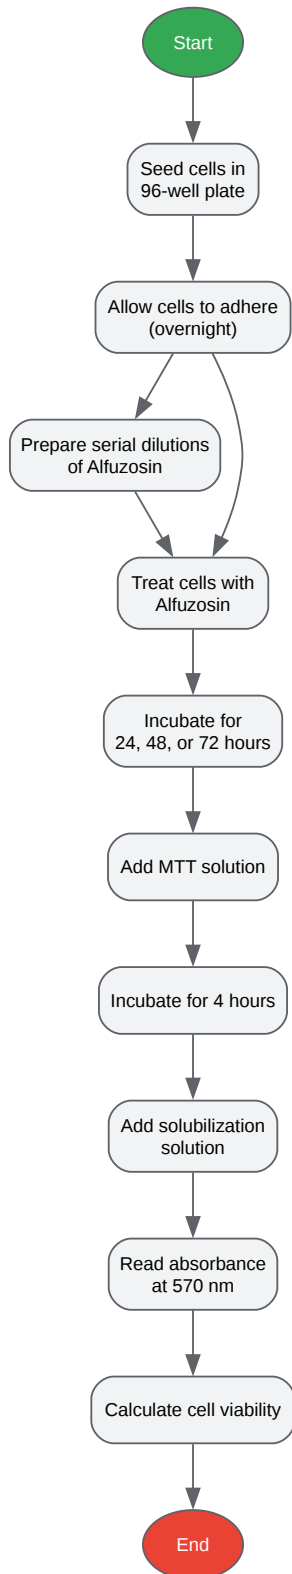 Start
Seed cells in
96-well plate
Allow cells to adhere
(overnight)
Prepare serial dilutions
of Alfuzosin
Treat cells with
Alfuzosin
Incubate for
24, 48, or 72 hours
Add MTT solution
Incubate for 4 hours
Add solubilization
solution
Read absorbance
at 570 nm
Calculate cell viability
End